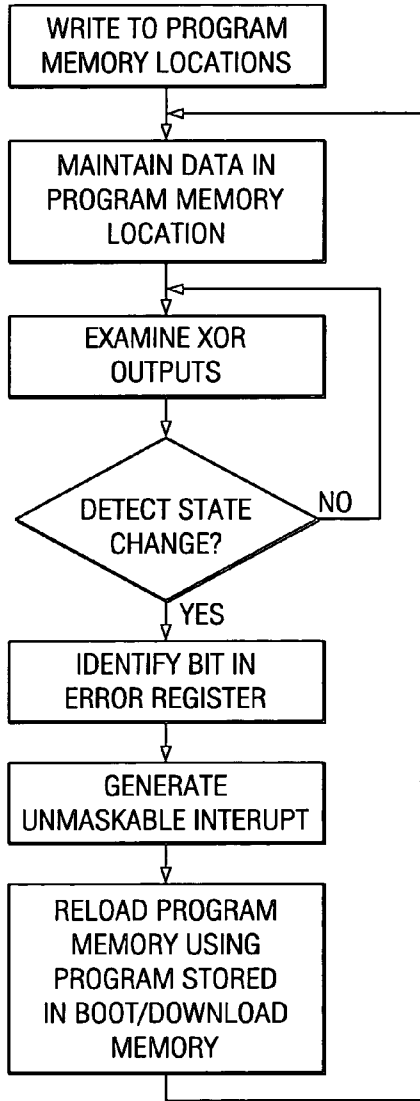 WRITE TO PROGRAM
MEMORY LOCATIONS
MAINTAIN DATA IN
PROGRAM MEMORY
LOCATION
EXAMINE XOR
OUTPUTS
DETECT STATE
CHANGE?
NO
YES
IDENTIFY BIT IN
ERROR REGISTER
GENERATE
UNMASKABLE INTERUPT
RELOAD PROGRAM
MEMORY USING
PROGRAM STORED
IN BOOT/DOWNLOAD
MEMORY